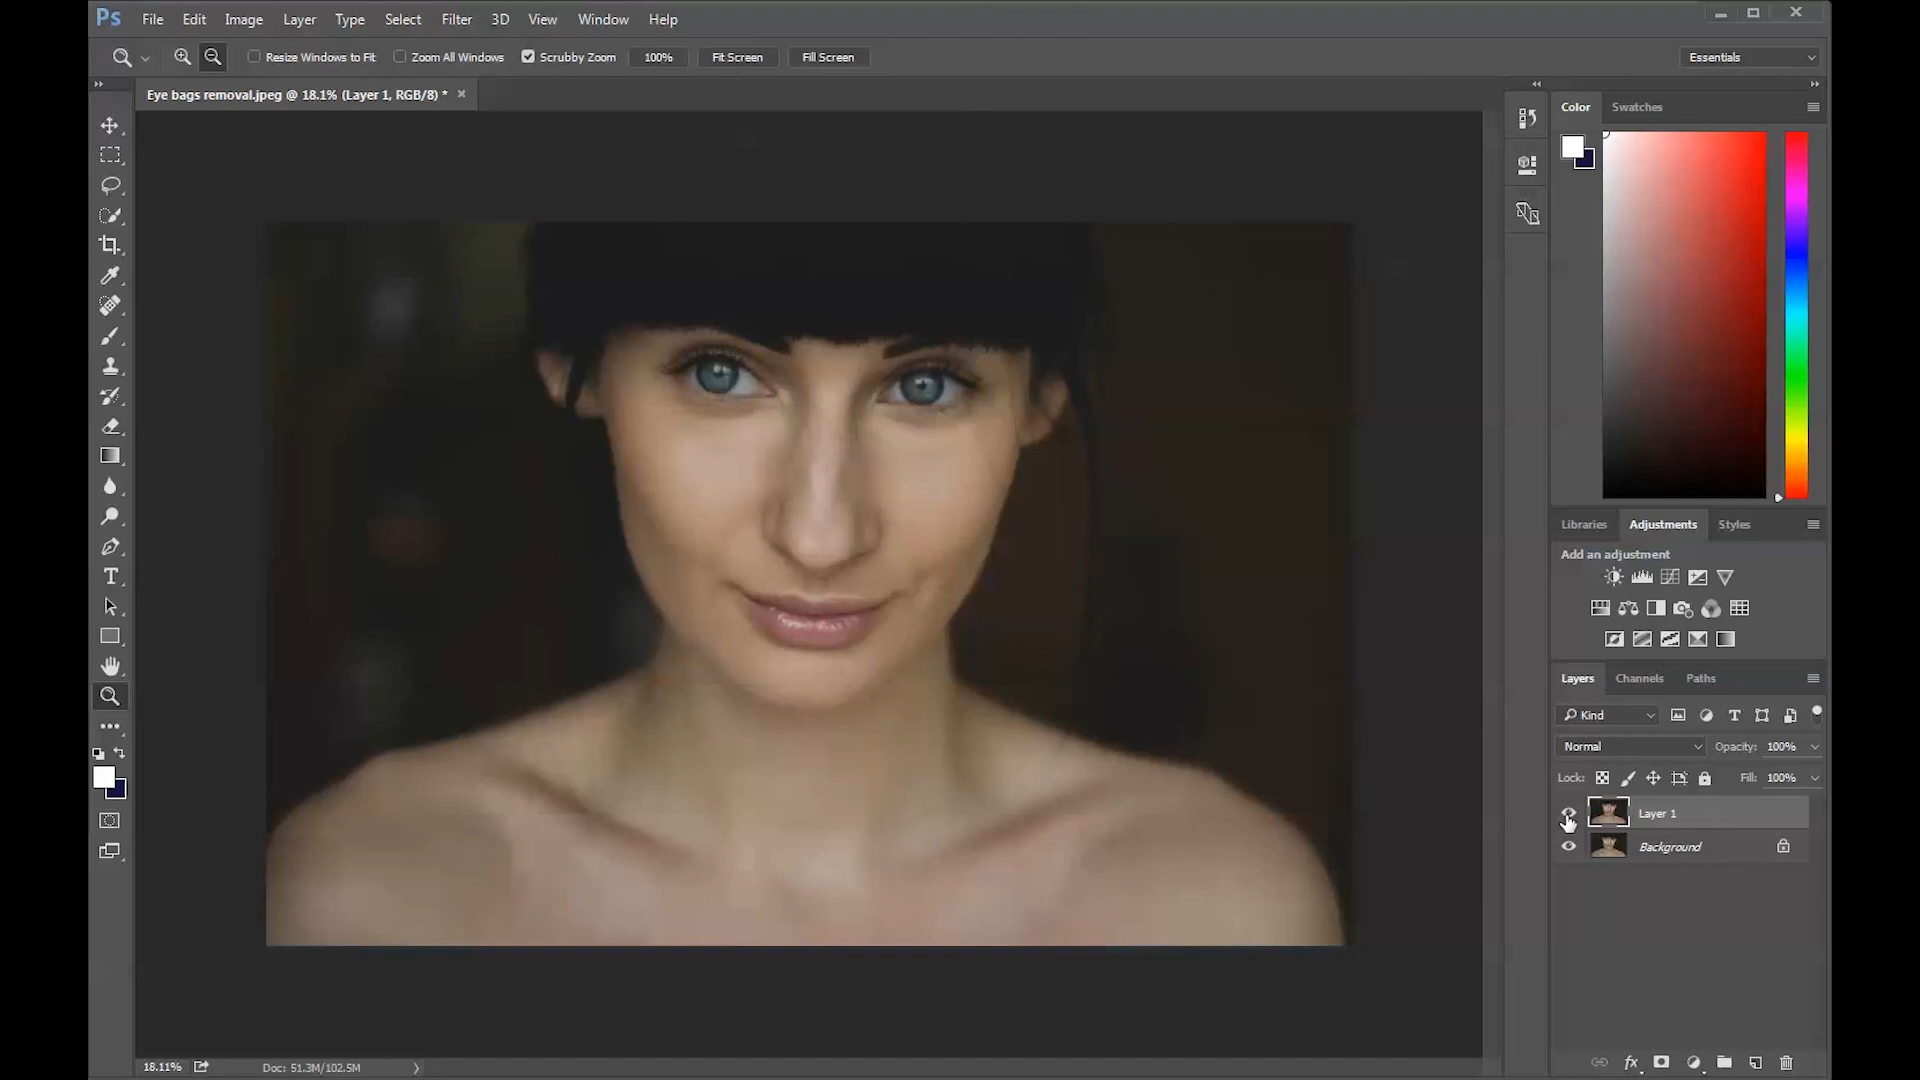 Ps File Edit Image Layer Type Select Filter 3D View Window Help
Resize Windows to Fit Zoom All Windows Scrubby Zoom 100% Fit Screen Fill Screen Essentials
Eye bags removal.jpeg @ 18.1% (Layer 1, RGB/8) *
Color Swatches
Libraries Adjustments Styles
Add an adjustment
Layers Channels Paths
Kind
Normal Opacity: 100%
Lock: Fill: 100%
Layer 1
Background
18.11% Doc: 51.3M/102.5M